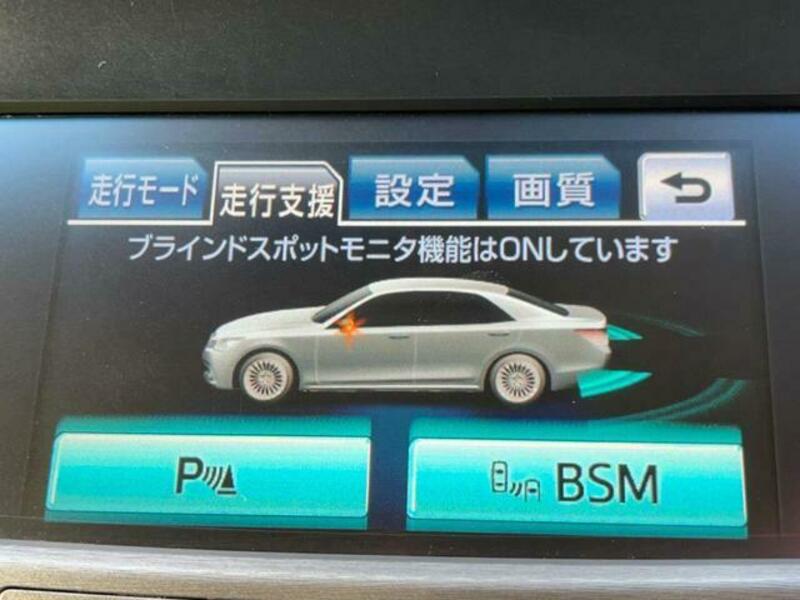 走行モード 走行支援 設定 画質
ブラインドスポットモニタ機能はONしています
P BSM